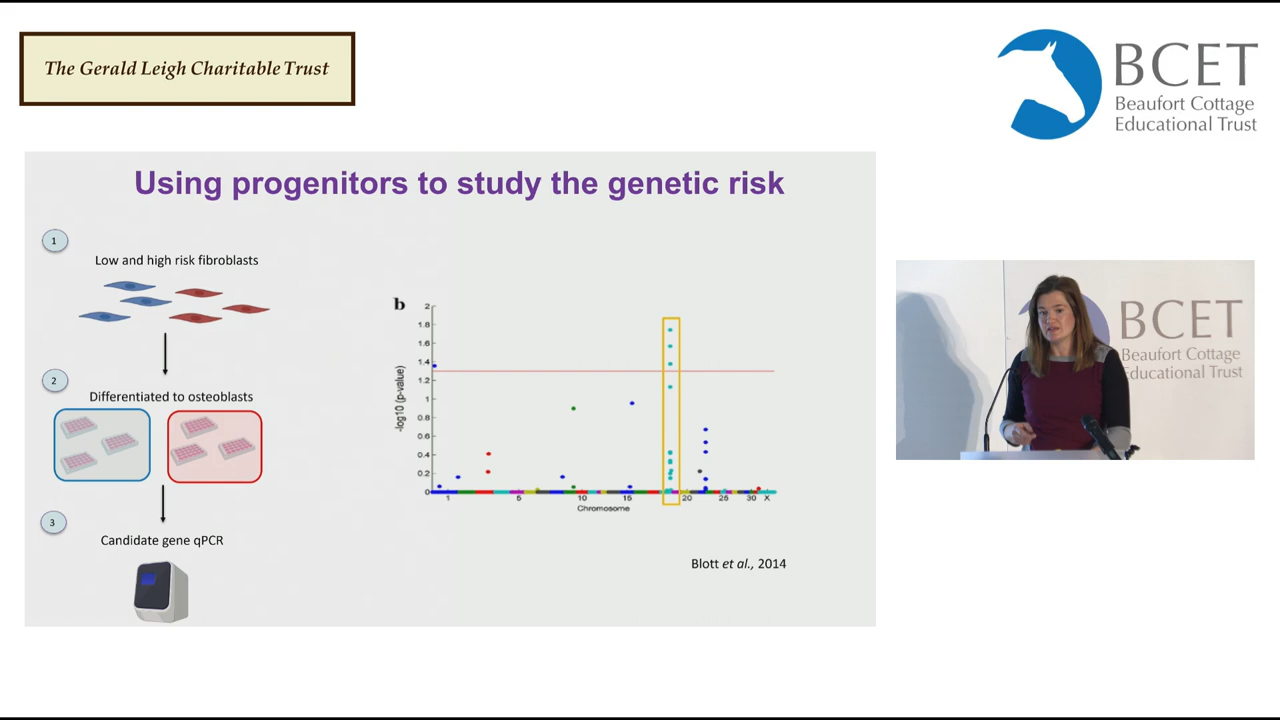 The Gerald Leigh Charitable Trust
BCET
Beaufort Cottage
Educational Trust
Using progenitors to study the genetic risk
1
Low and high risk fibroblasts
2
Differentiated to osteoblasts
3
Candidate gene qPCR
b
2
1.8
1.6
1.4
1.2
1
0.8
0.6
0.4
0.2
0
-log10 (p-value)
1
5
10
15
20
25
30
X
Chromosome
Blott et al., 2014
BCET
Beaufort Cottage
Educational Trust